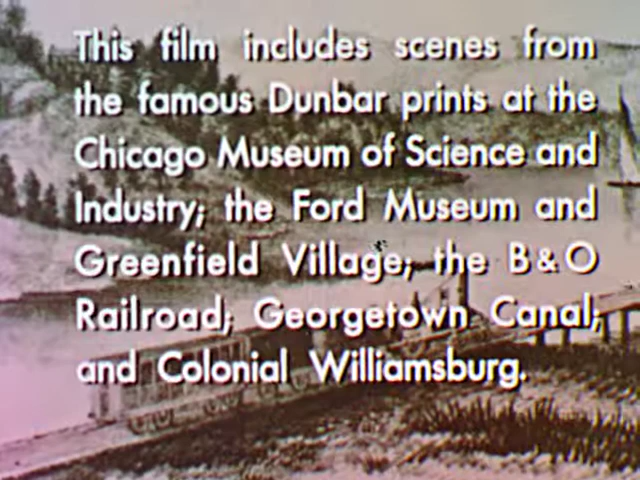 This film includes scenes from
the famous Dunbar prints at the
Chicago Museum of Science and
Industry; the Ford Museum and
Greenfield Village; the B & O
Railroad; Georgetown Canal;
and Colonial Williamsburg.